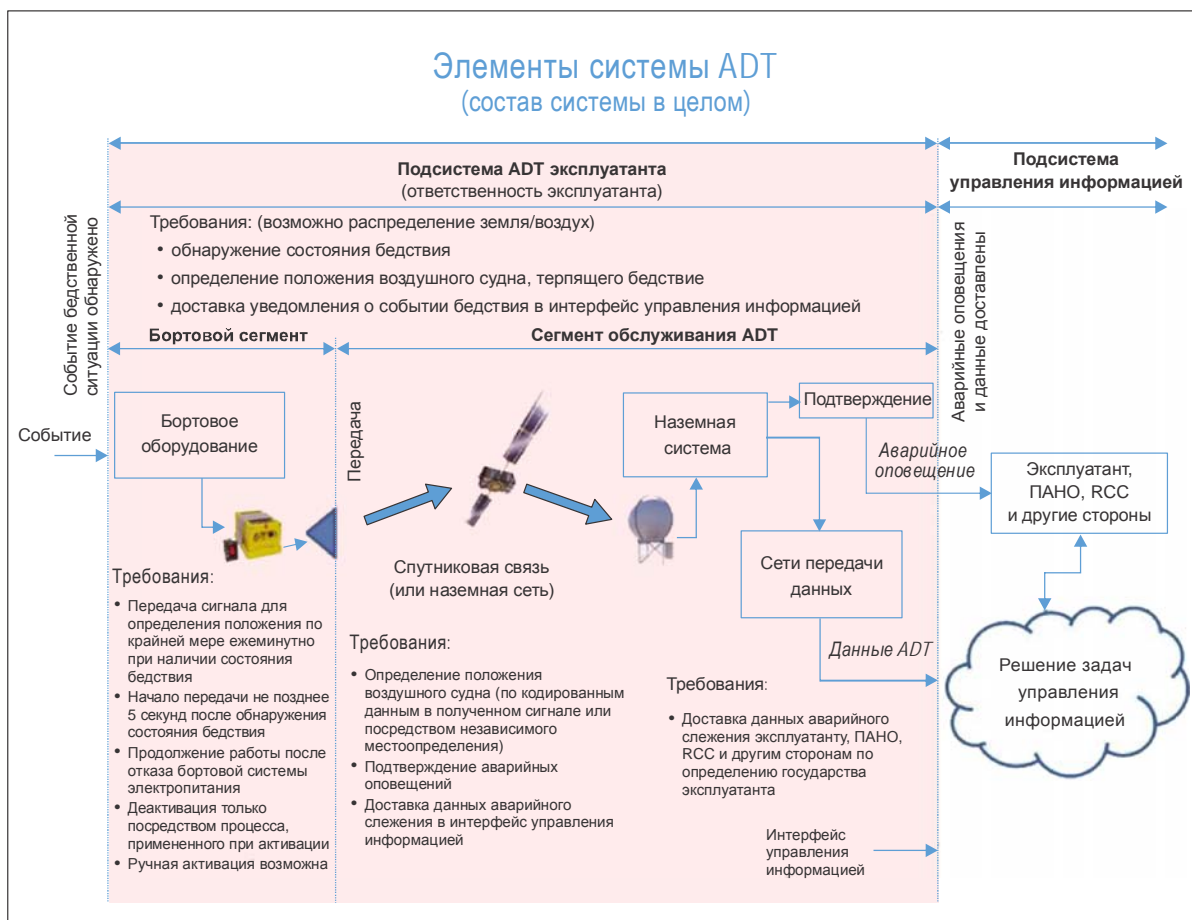 Элементы системы ADT
(состав системы в целом)
Подсистема ADT эксплуатанта
(ответственность эксплуатанта)
Подсистема
управления информацией
Событие бедственной
ситуации обнаружено
Требования: (возможно распределение земля/воздух)
• обнаружение состояния бедствия
• определение положения воздушного судна, терпящего бедствие
• доставка уведомления о событии бедствия в интерфейс управления информацией
Аварийные оповещения
и данные доставлены
Бортовой сегмент
Сегмент обслуживания ADT
Событие
Бортовое
оборудование
Передача
Наземная
система
Подтверждение
Аварийное
оповещение
Эксплуатант,
ПАНО, RCC
и другие стороны
Спутниковая связь
(или наземная сеть)
Сети передачи
данных
Данные ADT
Решение задач
управления
информацией
Требования:
• Передача сигнала для
определения положения по
крайней мере ежеминутно
при наличии состояния
бедствия
• Начало передачи не позднее
5 секунд после обнаружения
состояния бедствия
• Продолжение работы после
отказа бортовой системы
электропитания
• Деактивация только
посредством процесса,
примененного при активации
• Ручная активация возможна
Требования:
• Определение положения
воздушного судна (по кодированным
данным в полученном сигнале или
посредством независимого
местоопределения)
• Подтверждение аварийных
оповещений
• Доставка данных аварийного
слежения в интерфейс управления
информацией
Требования:
• Доставка данных аварийного
слежения эксплуатанту, ПАНО,
RCC и другим сторонам по
определению государства
эксплуатанта
Интерфейс
управления
информацией